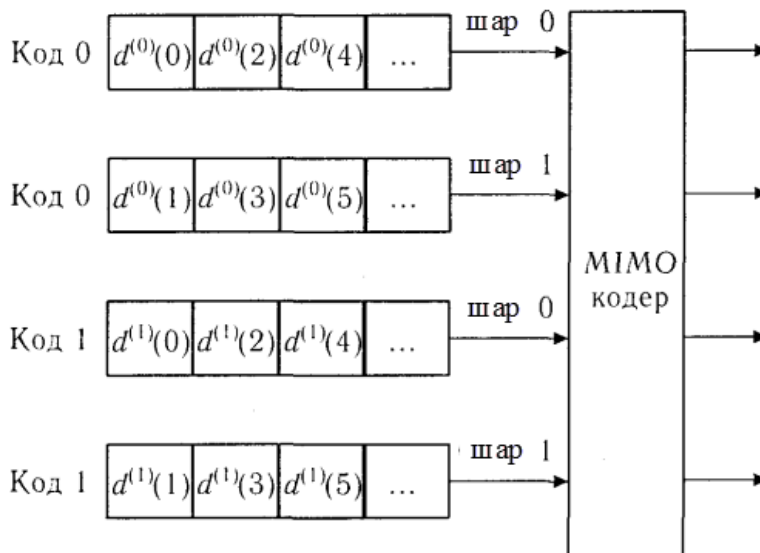 шар 0
Код 0 d⁽⁰⁾(0) d⁽⁰⁾(2) d⁽⁰⁾(4) ...
шар 1
Код 0 d⁽⁰⁾(1) d⁽⁰⁾(3) d⁽⁰⁾(5) ...
MIMO
кодер
шар 0
Код 1 d⁽¹⁾(0) d⁽¹⁾(2) d⁽¹⁾(4) ...
шар 1
Код 1 d⁽¹⁾(1) d⁽¹⁾(3) d⁽¹⁾(5) ...